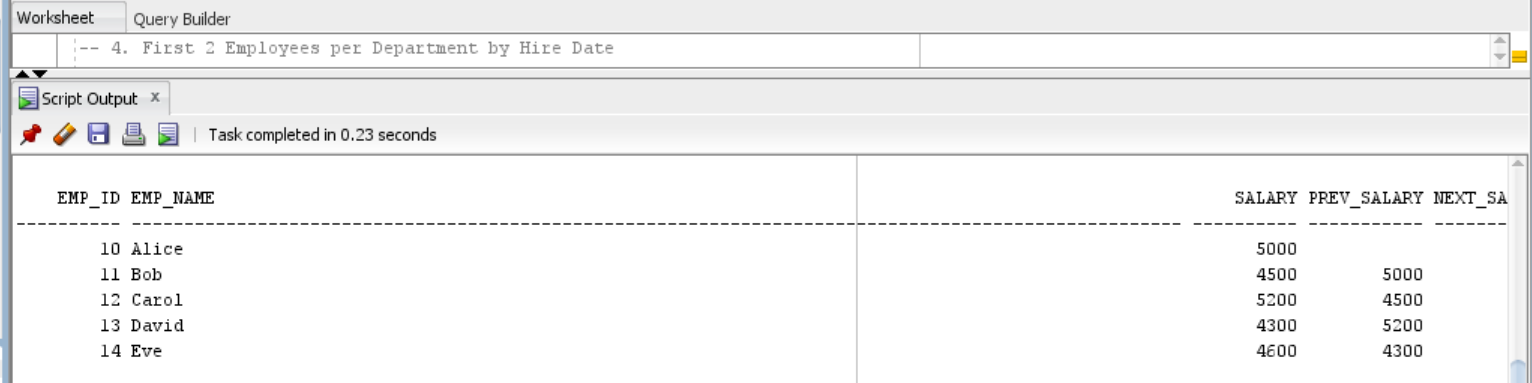 Worksheet Query Builder
-- 4. First 2 Employees per Department by Hire Date
Script Output x
Task completed in 0.23 seconds
EMP_ID EMP_NAME SALARY PREV_SALARY NEXT_SA
---------- ---------------------------------------------------------------------------------------------------- ---------- ----------- -------
10 Alice 5000
11 Bob 4500 5000
12 Carol 5200 4500
13 David 4300 5200
14 Eve 4600 4300